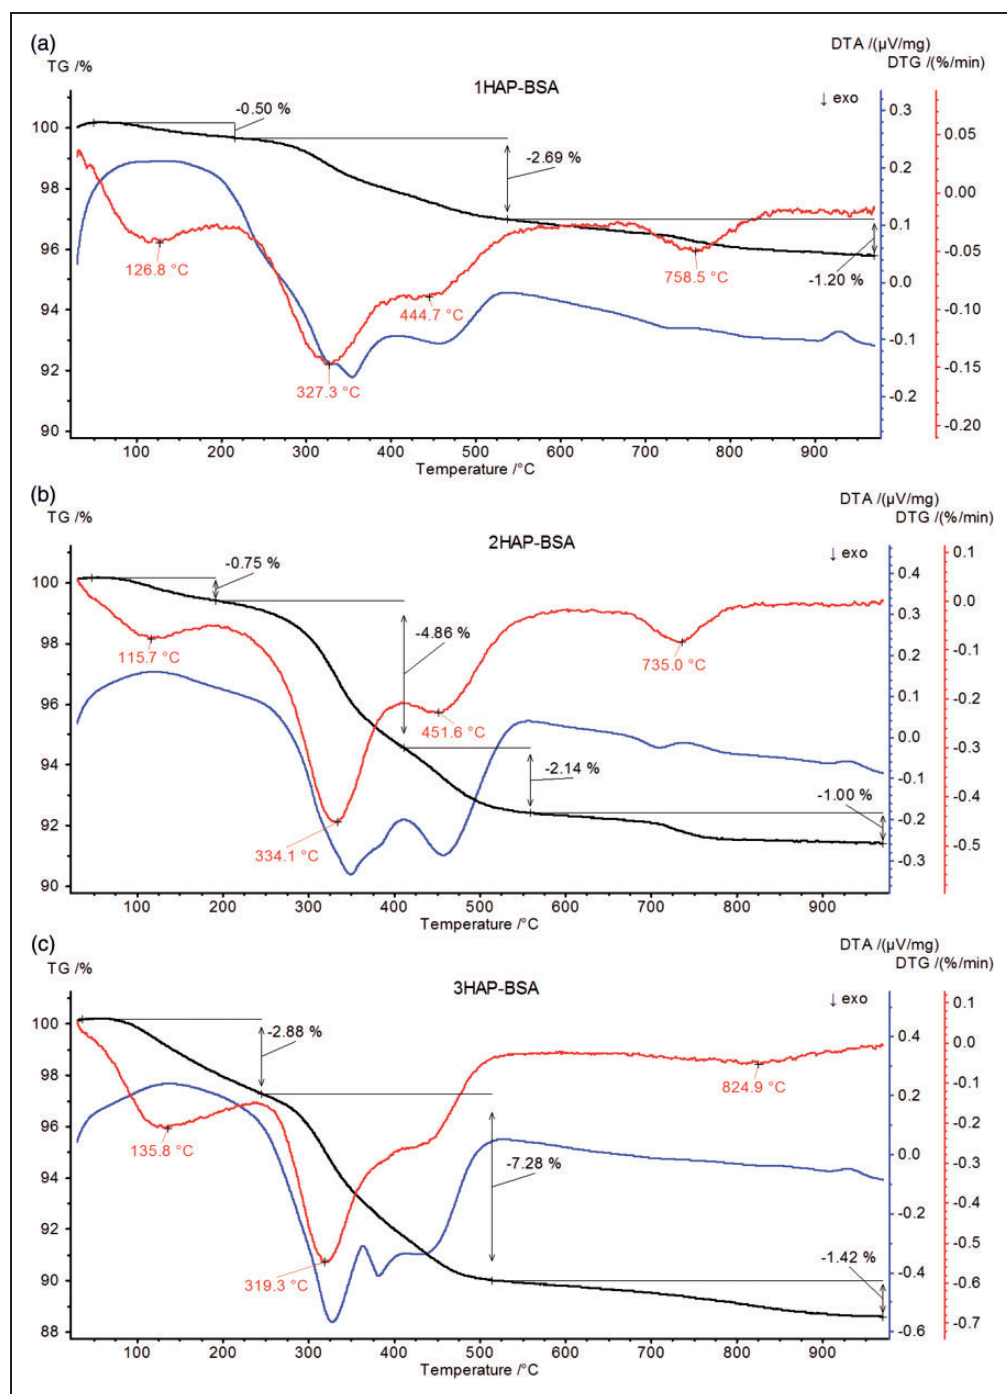 (a)
TG /%
DTA /(µV/mg)
DTG /(%/min)
1HAP-BSA
↓ exo
-0.50 %
-2.69 %
-1.20 %
126.8 °C
327.3 °C
444.7 °C
758.5 °C
100
98
96
94
92
90
0.3
0.2
0.1
0.0
-0.1
-0.2
0.05
0.00
-0.05
-0.10
-0.15
-0.20
100 200 300 400 500 600 700 800 900
Temperature /°C
(b)
TG /%
DTA /(µV/mg)
DTG /(%/min)
2HAP-BSA
↓ exo
-0.75 %
-4.86 %
-2.14 %
-1.00 %
115.7 °C
334.1 °C
451.6 °C
735.0 °C
100
98
96
94
92
90
0.4
0.3
0.2
0.1
0.0
-0.1
-0.2
-0.3
0.1
0.0
-0.1
-0.2
-0.3
-0.4
-0.5
100 200 300 400 500 600 700 800 900
Temperature /°C
(c)
TG /%
DTA /(µV/mg)
DTG /(%/min)
3HAP-BSA
↓ exo
-2.88 %
-7.28 %
-1.42 %
135.8 °C
319.3 °C
824.9 °C
100
98
96
94
92
90
88
0.4
0.2
0.0
-0.2
-0.4
-0.6
0.1
0.0
-0.1
-0.2
-0.3
-0.4
-0.5
-0.6
-0.7
100 200 300 400 500 600 700 800 900
Temperature /°C